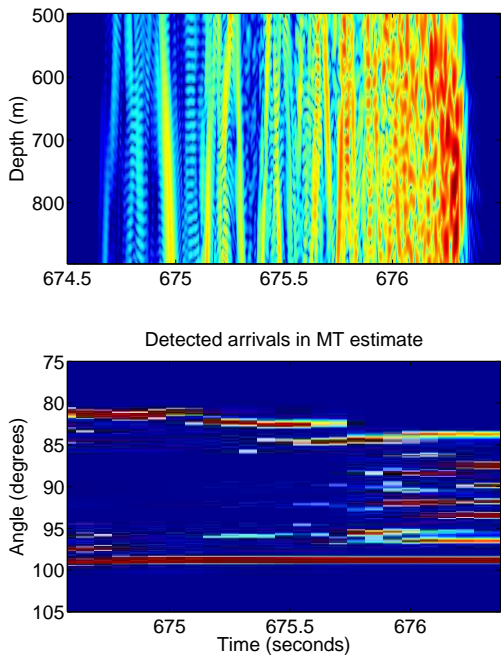 500
600
700
800
Depth (m)
674.5 675 675.5 676
Detected arrivals in MT estimate
75
80
85
90
95
100
105
Angle (degrees)
675 675.5 676
Time (seconds)